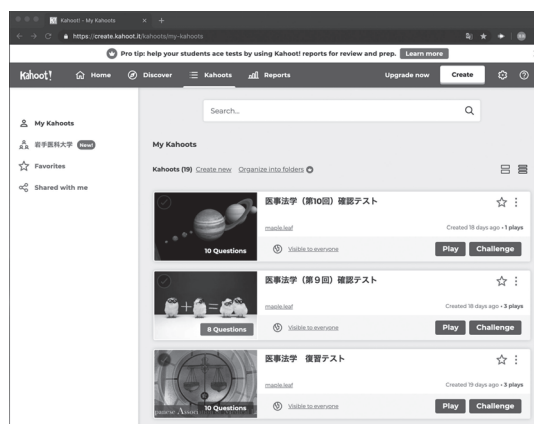 Kahoot! - My Kahoots
https://create.kahoot.it/kahoots/my-kahoots
Pro tip: help your students ace tests by using Kahoot! reports for review and prep. Learn more
Kahoot! Home Discover Kahoots Reports Upgrade now Create
Search...
My Kahoots
岩手医科大学 New!
Favorites
Shared with me
My Kahoots
Kahoots (19) Create new Organize into folders
医事法学（第10回）確認テスト
maple.leaf Created 18 days ago • 1 plays
10 Questions Visible to everyone Play Challenge
医事法学（第９回）確認テスト
maple.leaf Created 18 days ago • 3 plays
8 Questions Visible to everyone Play Challenge
医事法学　復習テスト
maple.leaf Created 19 days ago • 3 plays
10 Questions Visible to everyone Play Challenge